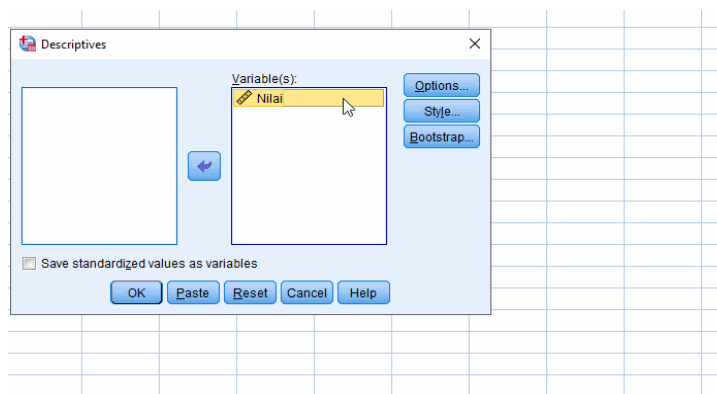 Descriptives
Variable(s):
Nilai
Options...
Style...
Bootstrap...
Save standardized values as variables
OK Paste Reset Cancel Help